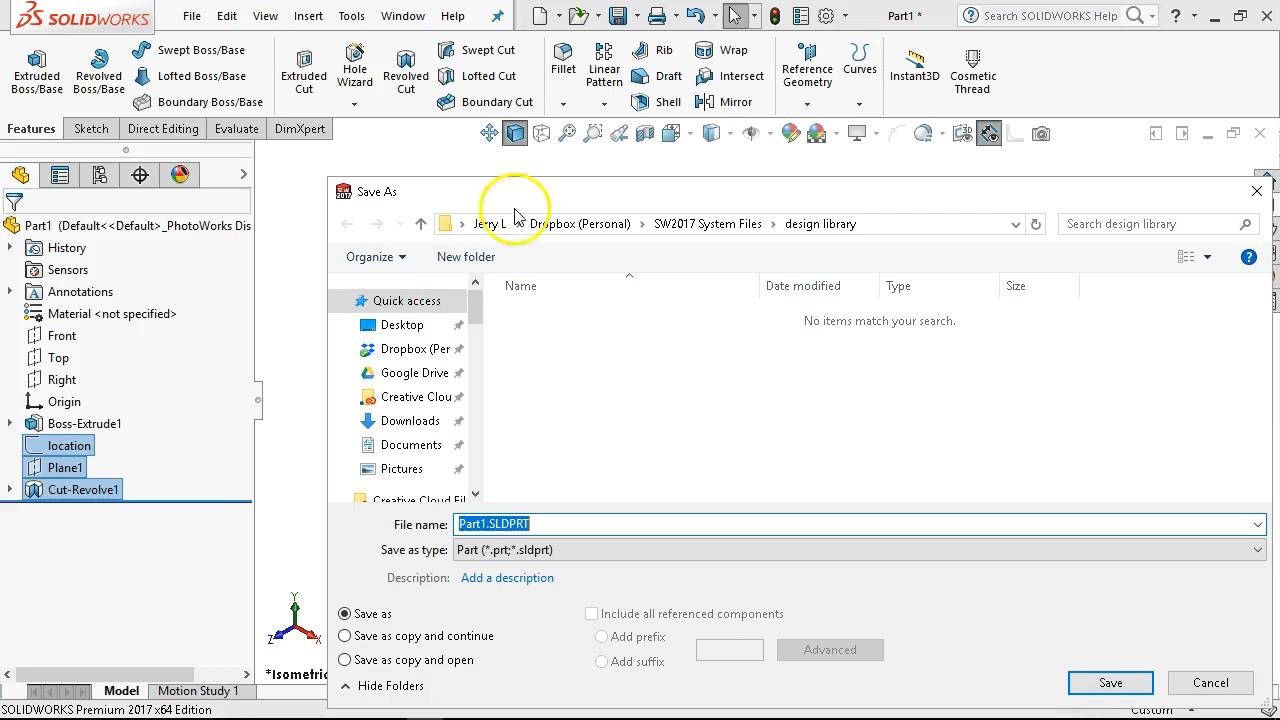 SOLIDWORKS File Edit View Insert Tools Window Help Part1 * Search SOLIDWORKS Help
Extruded Boss/Base
Revolved Boss/Base
Swept Boss/Base
Lofted Boss/Base
Boundary Boss/Base
Extruded Cut
Hole Wizard
Revolved Cut
Swept Cut
Lofted Cut
Boundary Cut
Fillet
Linear Pattern
Rib
Draft
Shell
Wrap
Intersect
Mirror
Reference Geometry
Curves
Instant3D
Cosmetic Thread
Features Sketch Direct Editing Evaluate DimXpert
Part1 (Default<<Default>_PhotoWorks Dis
History
Sensors
Annotations
Material <not specified>
Front
Top
Right
Origin
Boss-Extrude1
location
Plane1
Cut-Revolve1
Save As
Jerry L Dropbox (Personal) SW2017 System Files design library
Search design library
Organize New folder
Name Date modified Type Size
No items match your search.
Quick access
Desktop
Dropbox (Per
Google Drive
Creative Clou
Downloads
Documents
Pictures
Creative Cloud Fil
File name: Part1.SLDPRT
Save as type: Part (*.prt;*.sldprt)
Description: Add a description
Save as
Save as copy and continue
Save as copy and open
Include all referenced components
Add prefix
Add suffix
Advanced
Hide Folders
Save Cancel
Y
Z
X
*Isometric
Model Motion Study 1
SOLIDWORKS Premium 2017 x64 Edition
Custom